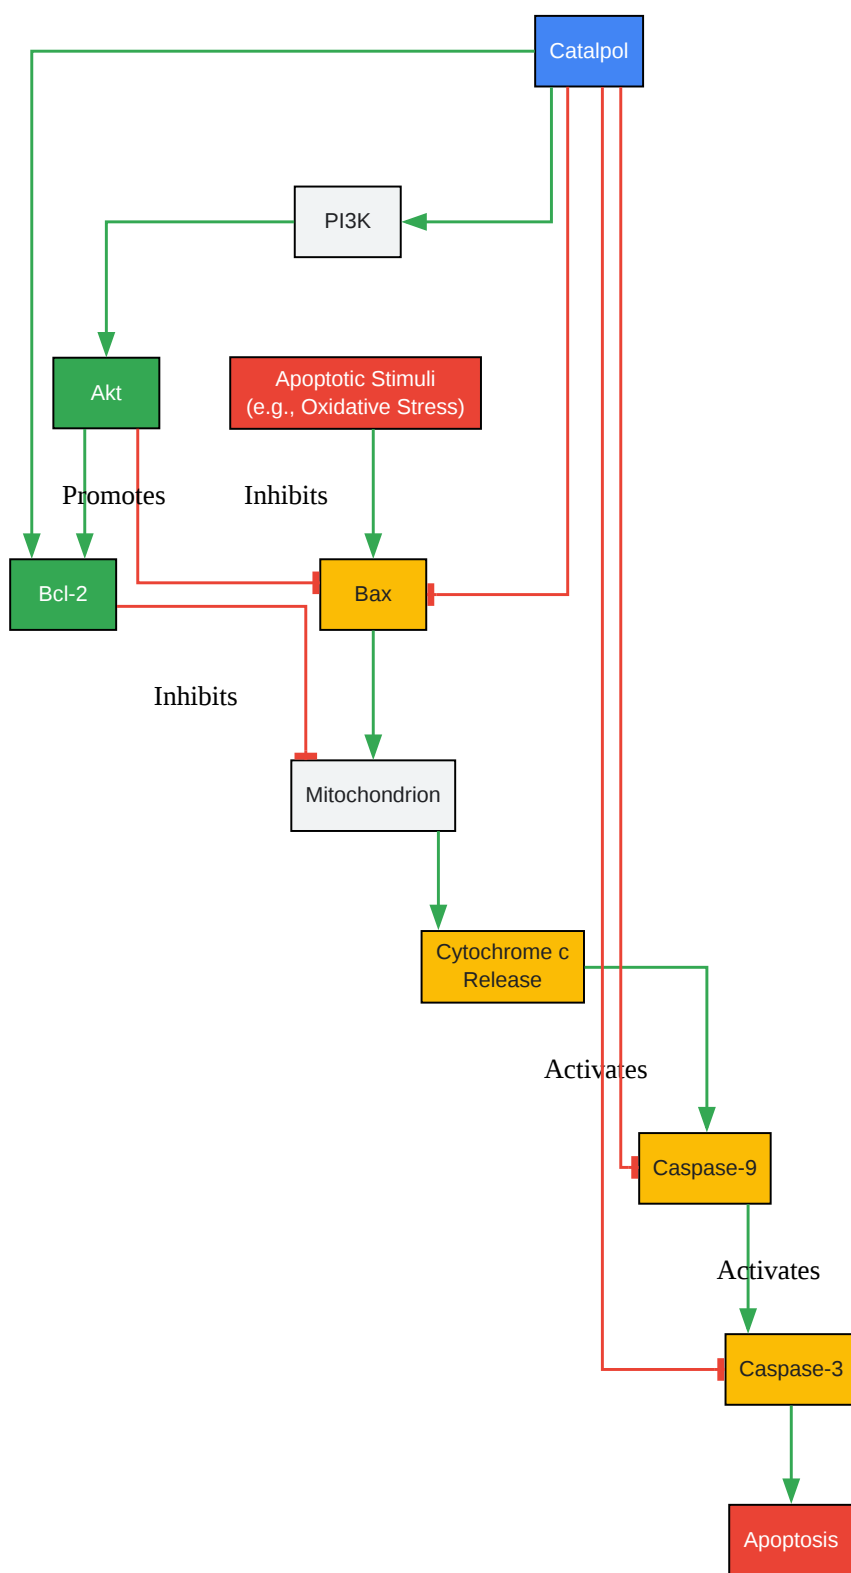 Catalpol
PI3K
Akt
Apoptotic Stimuli
(e.g., Oxidative Stress)
Promotes
Inhibits
Bcl-2
Bax
Inhibits
Mitochondrion
Cytochrome c
Release
Activates
Caspase-9
Activates
Caspase-3
Apoptosis